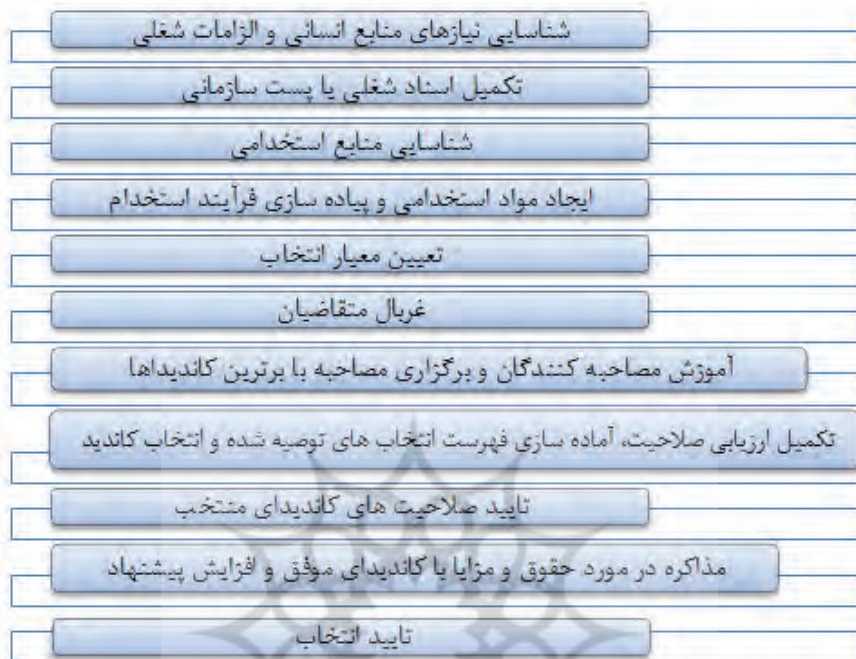 شناسایی نیازهای منابع انسانی و الزامات شغلی
تکمیل اسناد شغلی یا پست سازمانی
شناسایی منابع استخدامی
ایجاد مواد استخدامی و پیاده سازی فرآیند استخدام
تعیین معیار انتخاب
غربال متقاضیان
آموزش مصاحبه کنندگان و برگزاری مصاحبه با برترین کاندیداها
تکمیل ارزیابی صلاحیت، آماده سازی فهرست انتخاب های توصیه شده و انتخاب کاندید
تایید صلاحیت های کاندیدای منتخب
مذاکره در مورد حقوق و مزایا با کاندیدای موفق و افزایش پیشنهاد
تایید انتخاب